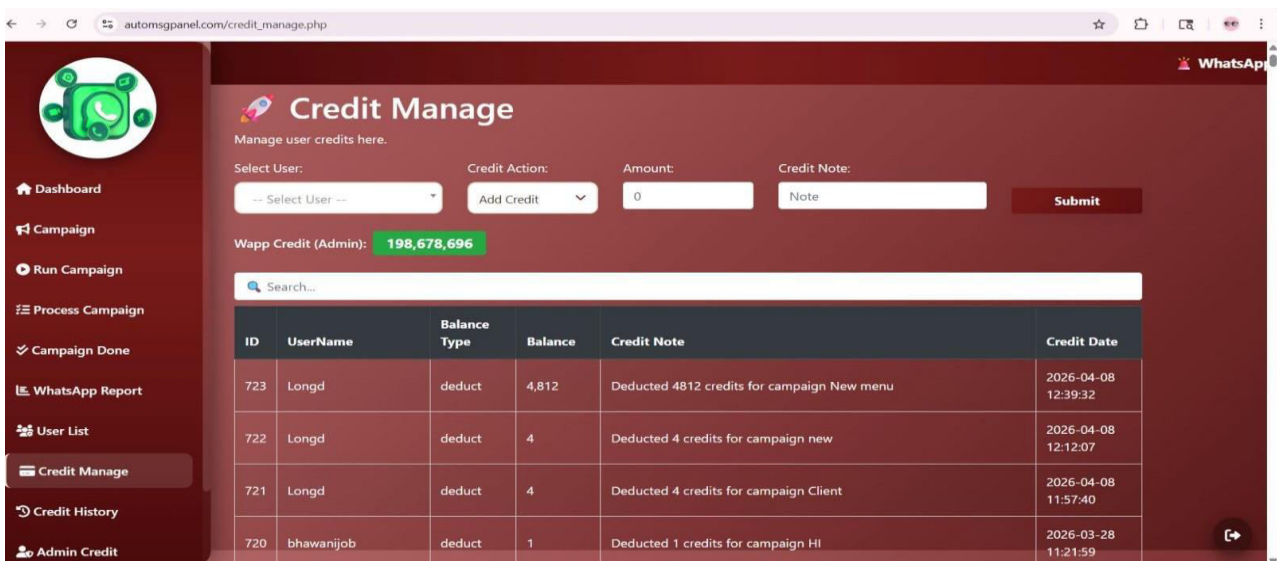 automsgpanel.com/credit_manage.php
WhatsApp
Credit Manage
Manage user credits here.
Select User: Credit Action: Amount: Credit Note:
-- Select User -- Add Credit 0 Note Submit
Wapp Credit (Admin): 198,678,696
Search...
Dashboard
Campaign
Run Campaign
Process Campaign
Campaign Done
WhatsApp Report
User List
Credit Manage
Credit History
Admin Credit
ID UserName Balance Type Balance Credit Note Credit Date
723 Longd deduct 4,812 Deducted 4812 credits for campaign New menu 2026-04-08 12:39:32
722 Longd deduct 4 Deducted 4 credits for campaign new 2026-04-08 12:12:07
721 Longd deduct 4 Deducted 4 credits for campaign Client 2026-04-08 11:57:40
720 bhawanijob deduct 1 Deducted 1 credits for campaign HI 2026-03-28 11:21:59